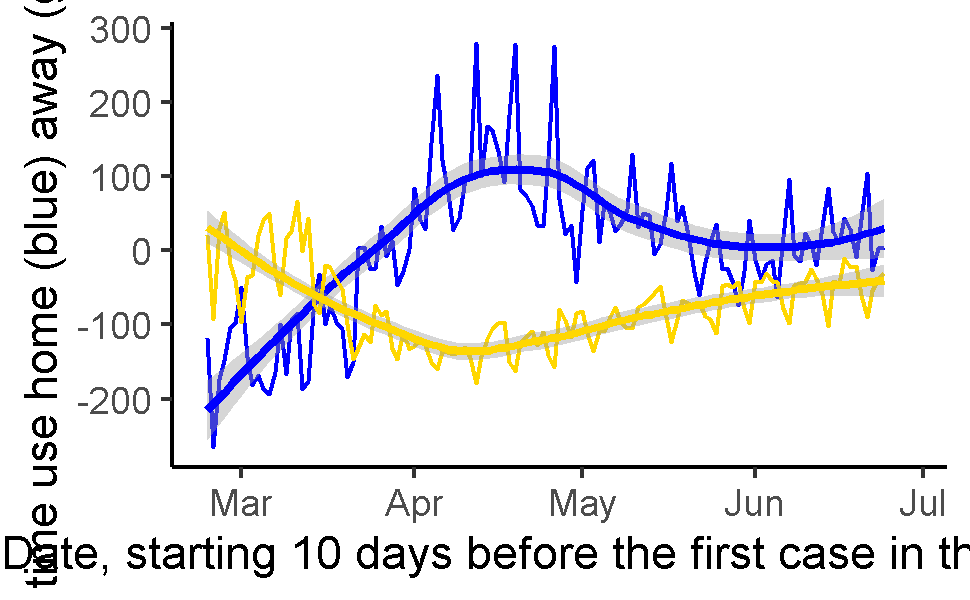 time use home (blue) away (
300
200
100
0
-100
-200
Mar Apr May Jun Jul
Date, starting 10 days before the first case in th